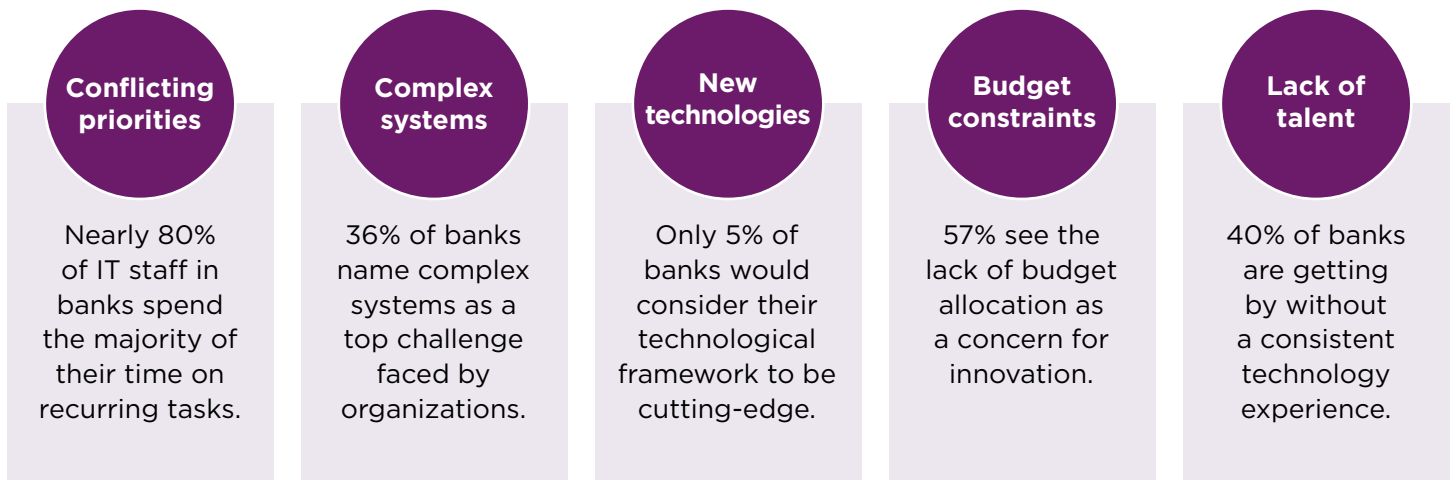 Conflicting
priorities
Nearly 80%
of IT staff in
banks spend
the majority of
their time on
recurring tasks.
Complex
systems
36% of banks
name complex
systems as a
top challenge
faced by
organizations.
New
technologies
Only 5% of
banks would
consider their
technological
framework to be
cutting-edge.
Budget
constraints
57% see the
lack of budget
allocation as
a concern for
innovation.
Lack of
talent
40% of banks
are getting
by without
a consistent
technology
experience.